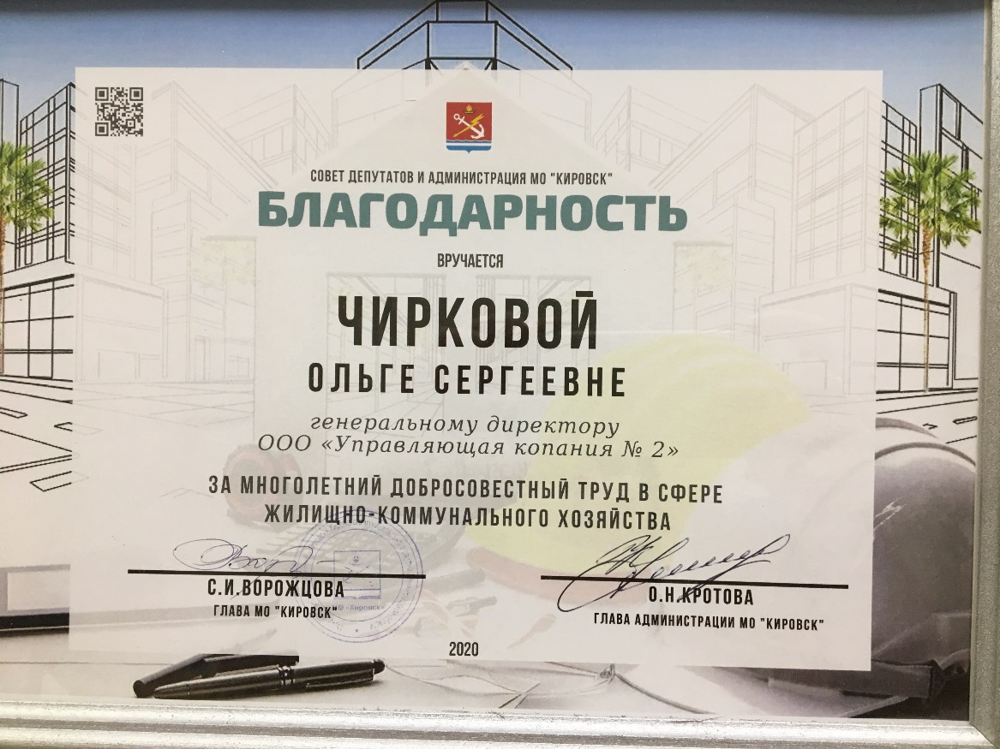 СОВЕТ ДЕПУТАТОВ И АДМИНИСТРАЦИЯ МО "КИРОВСК"
БЛАГОДАРНОСТЬ
ВРУЧАЕТСЯ
ЧИРКОВОЙ
ОЛЬГЕ СЕРГЕЕВНЕ
генеральному директору
ООО «Управляющая копания № 2»
ЗА МНОГОЛЕТНИЙ ДОБРОСОВЕСТНЫЙ ТРУД В СФЕРЕ
ЖИЛИЩНО-КОММУНАЛЬНОГО ХОЗЯЙСТВА
С.И.ВОРОЖЦОВА
ГЛАВА МО "КИРОВСК"
О.Н.КРОТОВА
ГЛАВА АДМИНИСТРАЦИИ МО "КИРОВСК"
2020